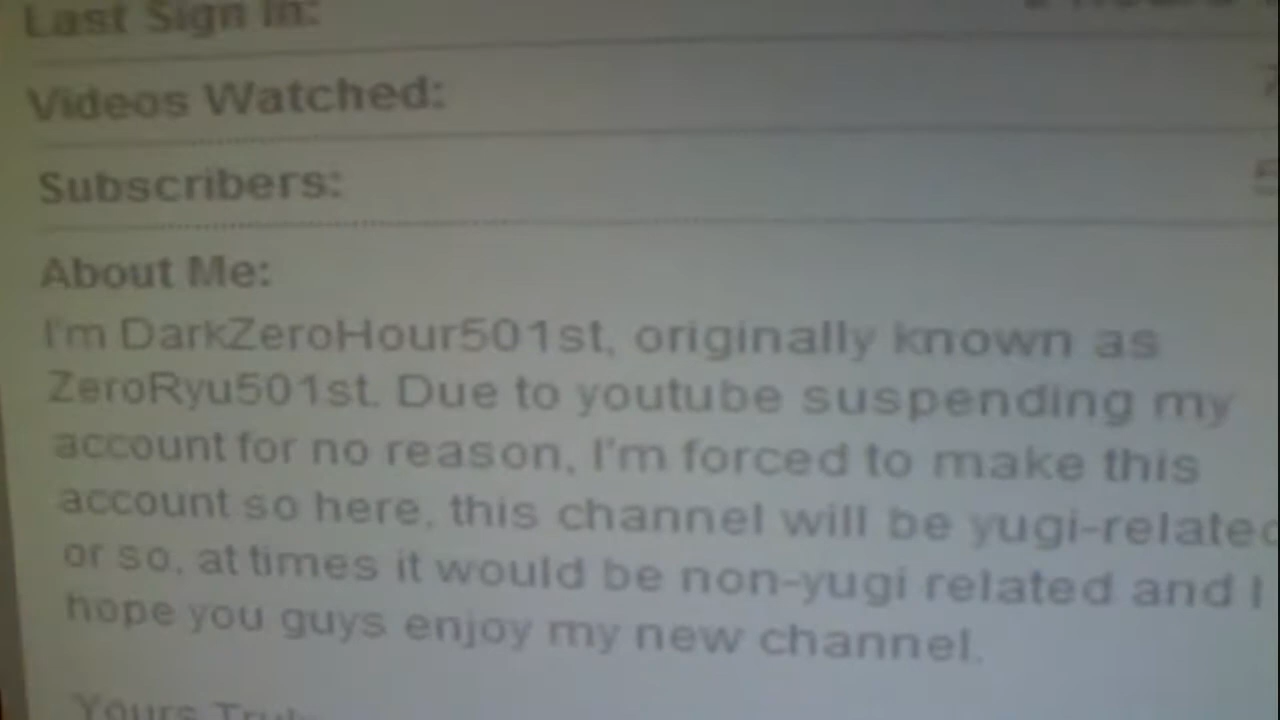 Last Sign In:
Videos Watched:
Subscribers:
About Me:
I'm DarkZeroHour501st, originally known as
ZeroRyu501st. Due to youtube suspending my
account for no reason, I'm forced to make this
account so here, this channel will be yugi-related
or so, at times it would be non-yugi related and I
hope you guys enjoy my new channel.
Yours Truly